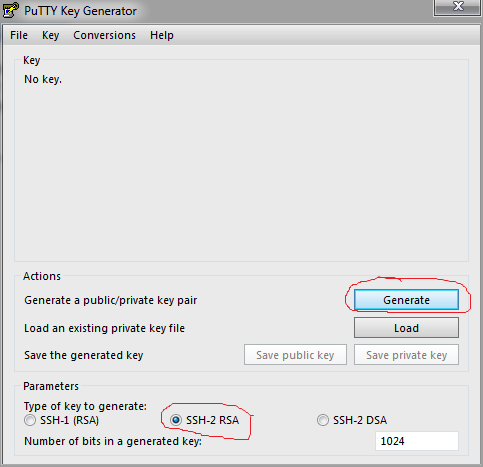 PuTTY Key Generator
File Key Conversions Help
Key
No key.
Actions
Generate a public/private key pair Generate
Load an existing private key file Load
Save the generated key Save public key Save private key
Parameters
Type of key to generate:
SSH-1 (RSA) SSH-2 RSA SSH-2 DSA
Number of bits in a generated key: 1024